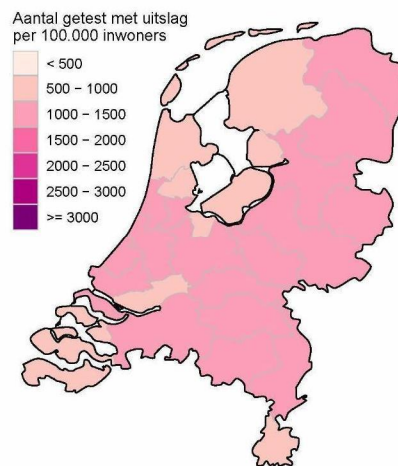 Aantal getest met uitslag
per 100.000 inwoners
< 500
500 – 1000
1000 – 1500
1500 – 2000
2000 – 2500
2500 – 3000
>= 3000